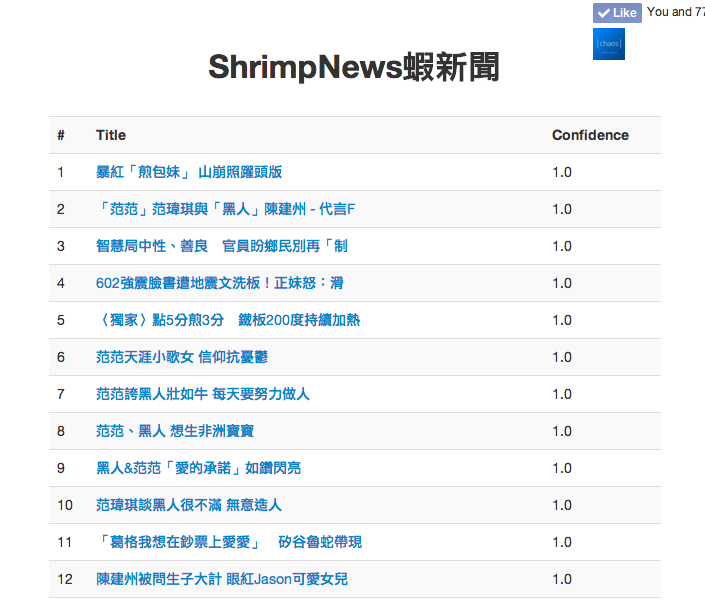 Like You and 77
[chaos]
ShrimpNews蝦新聞
# Title Confidence
1 暴紅「煎包妹」 山崩照躍頭版 1.0
2 「范范」范瑋琪與「黑人」陳建州 - 代言F 1.0
3 智慧局中性、善良　官員盼鄉民別再「制 1.0
4 602強震臉書遭地震文洗板！正妹怒：滑 1.0
5 〈獨家〉點5分煎3分　鐵板200度持續加熱 1.0
6 范范天涯小歌女 信仰抗憂鬱 1.0
7 范范誇黑人壯如牛 每天要努力做人 1.0
8 范范、黑人 想生非洲寶寶 1.0
9 黑人&范范「愛的承諾」如鑽閃亮 1.0
10 范瑋琪談黑人很不滿 無意造人 1.0
11 「葛格我想在鈔票上愛愛」　矽谷魯蛇帶現 1.0
12 陳建州被問生子大計 眼紅Jason可愛女兒 1.0